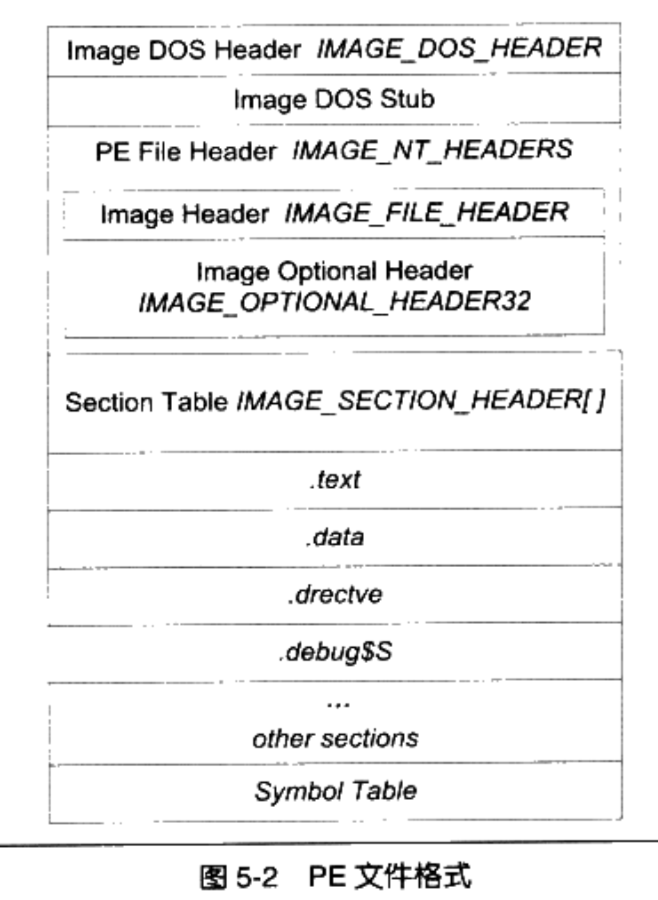 Image DOS Header IMAGE_DOS_HEADER
Image DOS Stub
PE File Header IMAGE_NT_HEADERS
Image Header IMAGE_FILE_HEADER
Image Optional Header
IMAGE_OPTIONAL_HEADER32
Section Table IMAGE_SECTION_HEADER[ ]
.text
.data
.drectve
.debug$S
...
other sections
Symbol Table
图 5-2 PE 文件格式